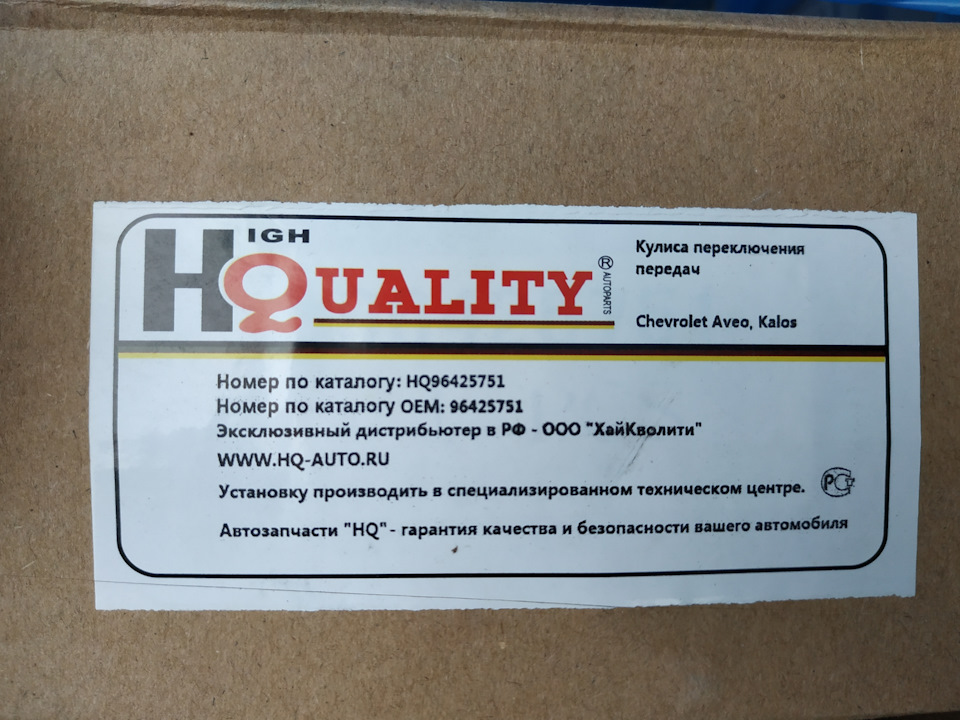 HIGH QUALITY ® AUTOPARTS
Кулиса переключения
передач
Chevrolet Aveo, Kalos
Номер по каталогу: HQ96425751
Номер по каталогу OEM: 96425751
Эксклюзивный дистрибьютер в РФ - ООО "ХайКволити"
WWW.HQ-AUTO.RU
Установку производить в специализированном техническом центре. РСТ
Автозапчасти "HQ" - гарантия качества и безопасности вашего автомобиля